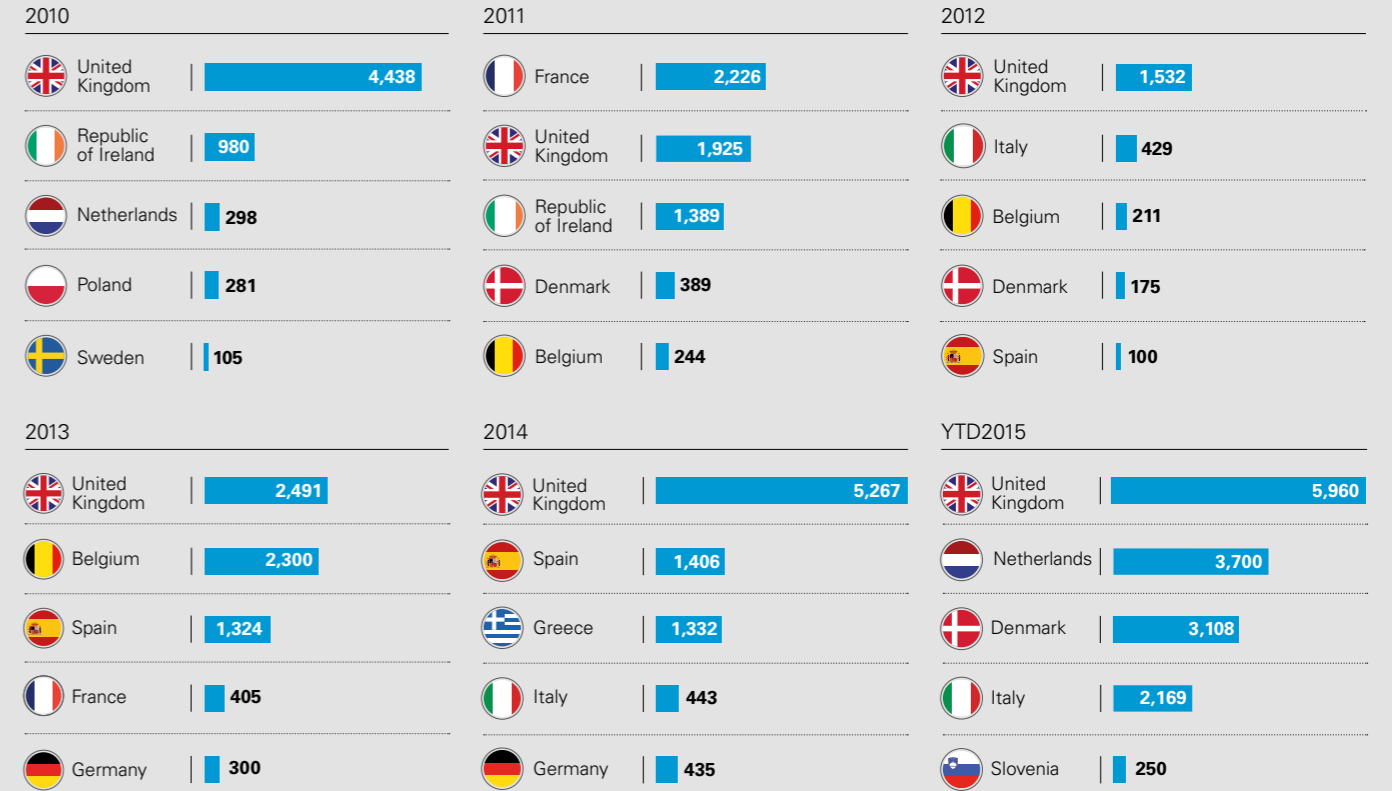 2010
United
Kingdom
4,438
Republic
of Ireland
980
Netherlands
298
Poland
281
Sweden
105
2011
France
2,226
United
Kingdom
1,925
Republic
of Ireland
1,389
Denmark
389
Belgium
244
2012
United
Kingdom
1,532
Italy
429
Belgium
211
Denmark
175
Spain
100
2013
United
Kingdom
2,491
Belgium
2,300
Spain
1,324
France
405
Germany
300
2014
United
Kingdom
5,267
Spain
1,406
Greece
1,332
Italy
443
Germany
435
YTD2015
United
Kingdom
5,960
Netherlands
3,700
Denmark
3,108
Italy
2,169
Slovenia
250